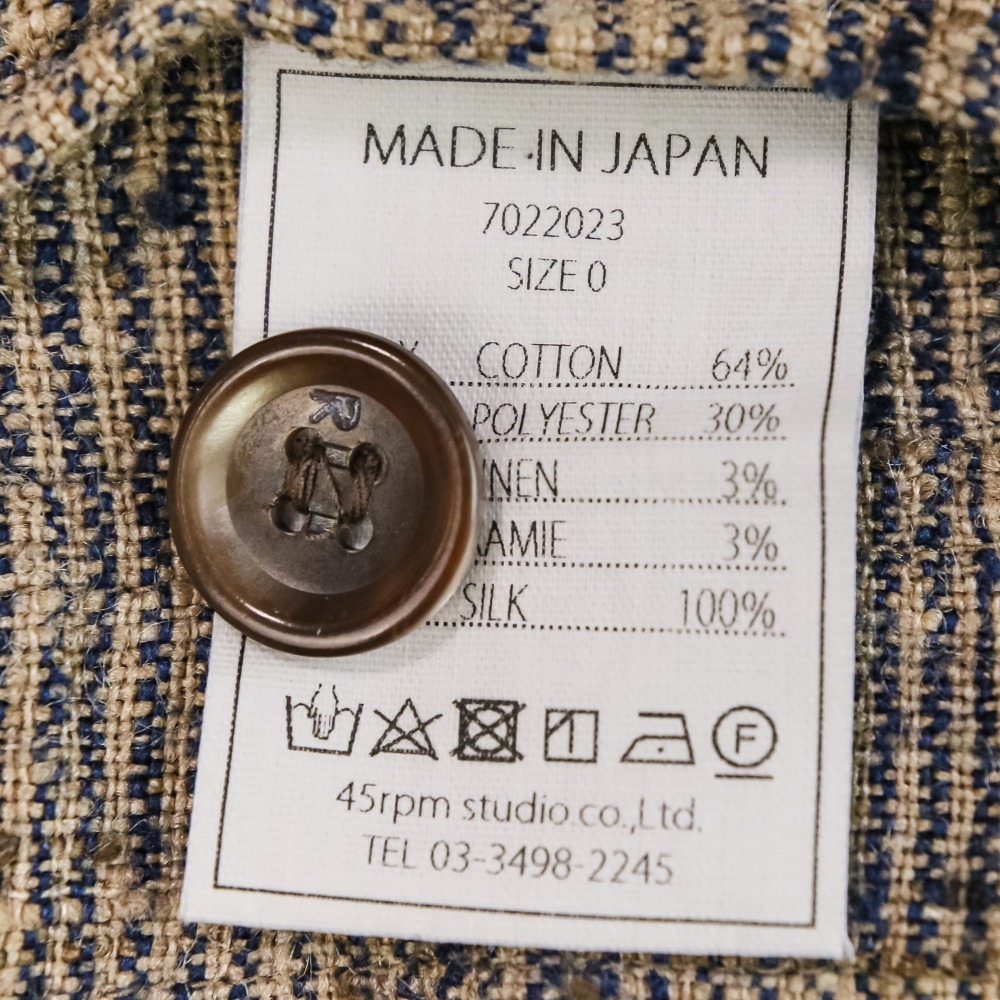 MADE IN JAPAN
7022023
SIZE 0
COTTON 64%
POLYESTER 30%
NEN 3%
AMIE 3%
SILK 100%
R
F
45rpm studio.co.,Ltd.
TEL 03-3498-2245